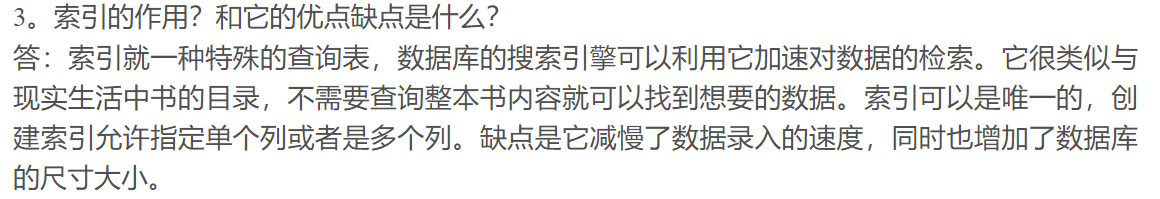 3。索引的作用？和它的优点缺点是什么？
答：索引就一种特殊的查询表，数据库的搜索引擎可以利用它加速对数据的检索。它很类似与
现实生活中书的目录，不需要查询整本书内容就可以找到想要的数据。索引可以是唯一的，创
建索引允许指定单个列或者是多个列。缺点是它减慢了数据录入的速度，同时也增加了数据库
的尺寸大小。